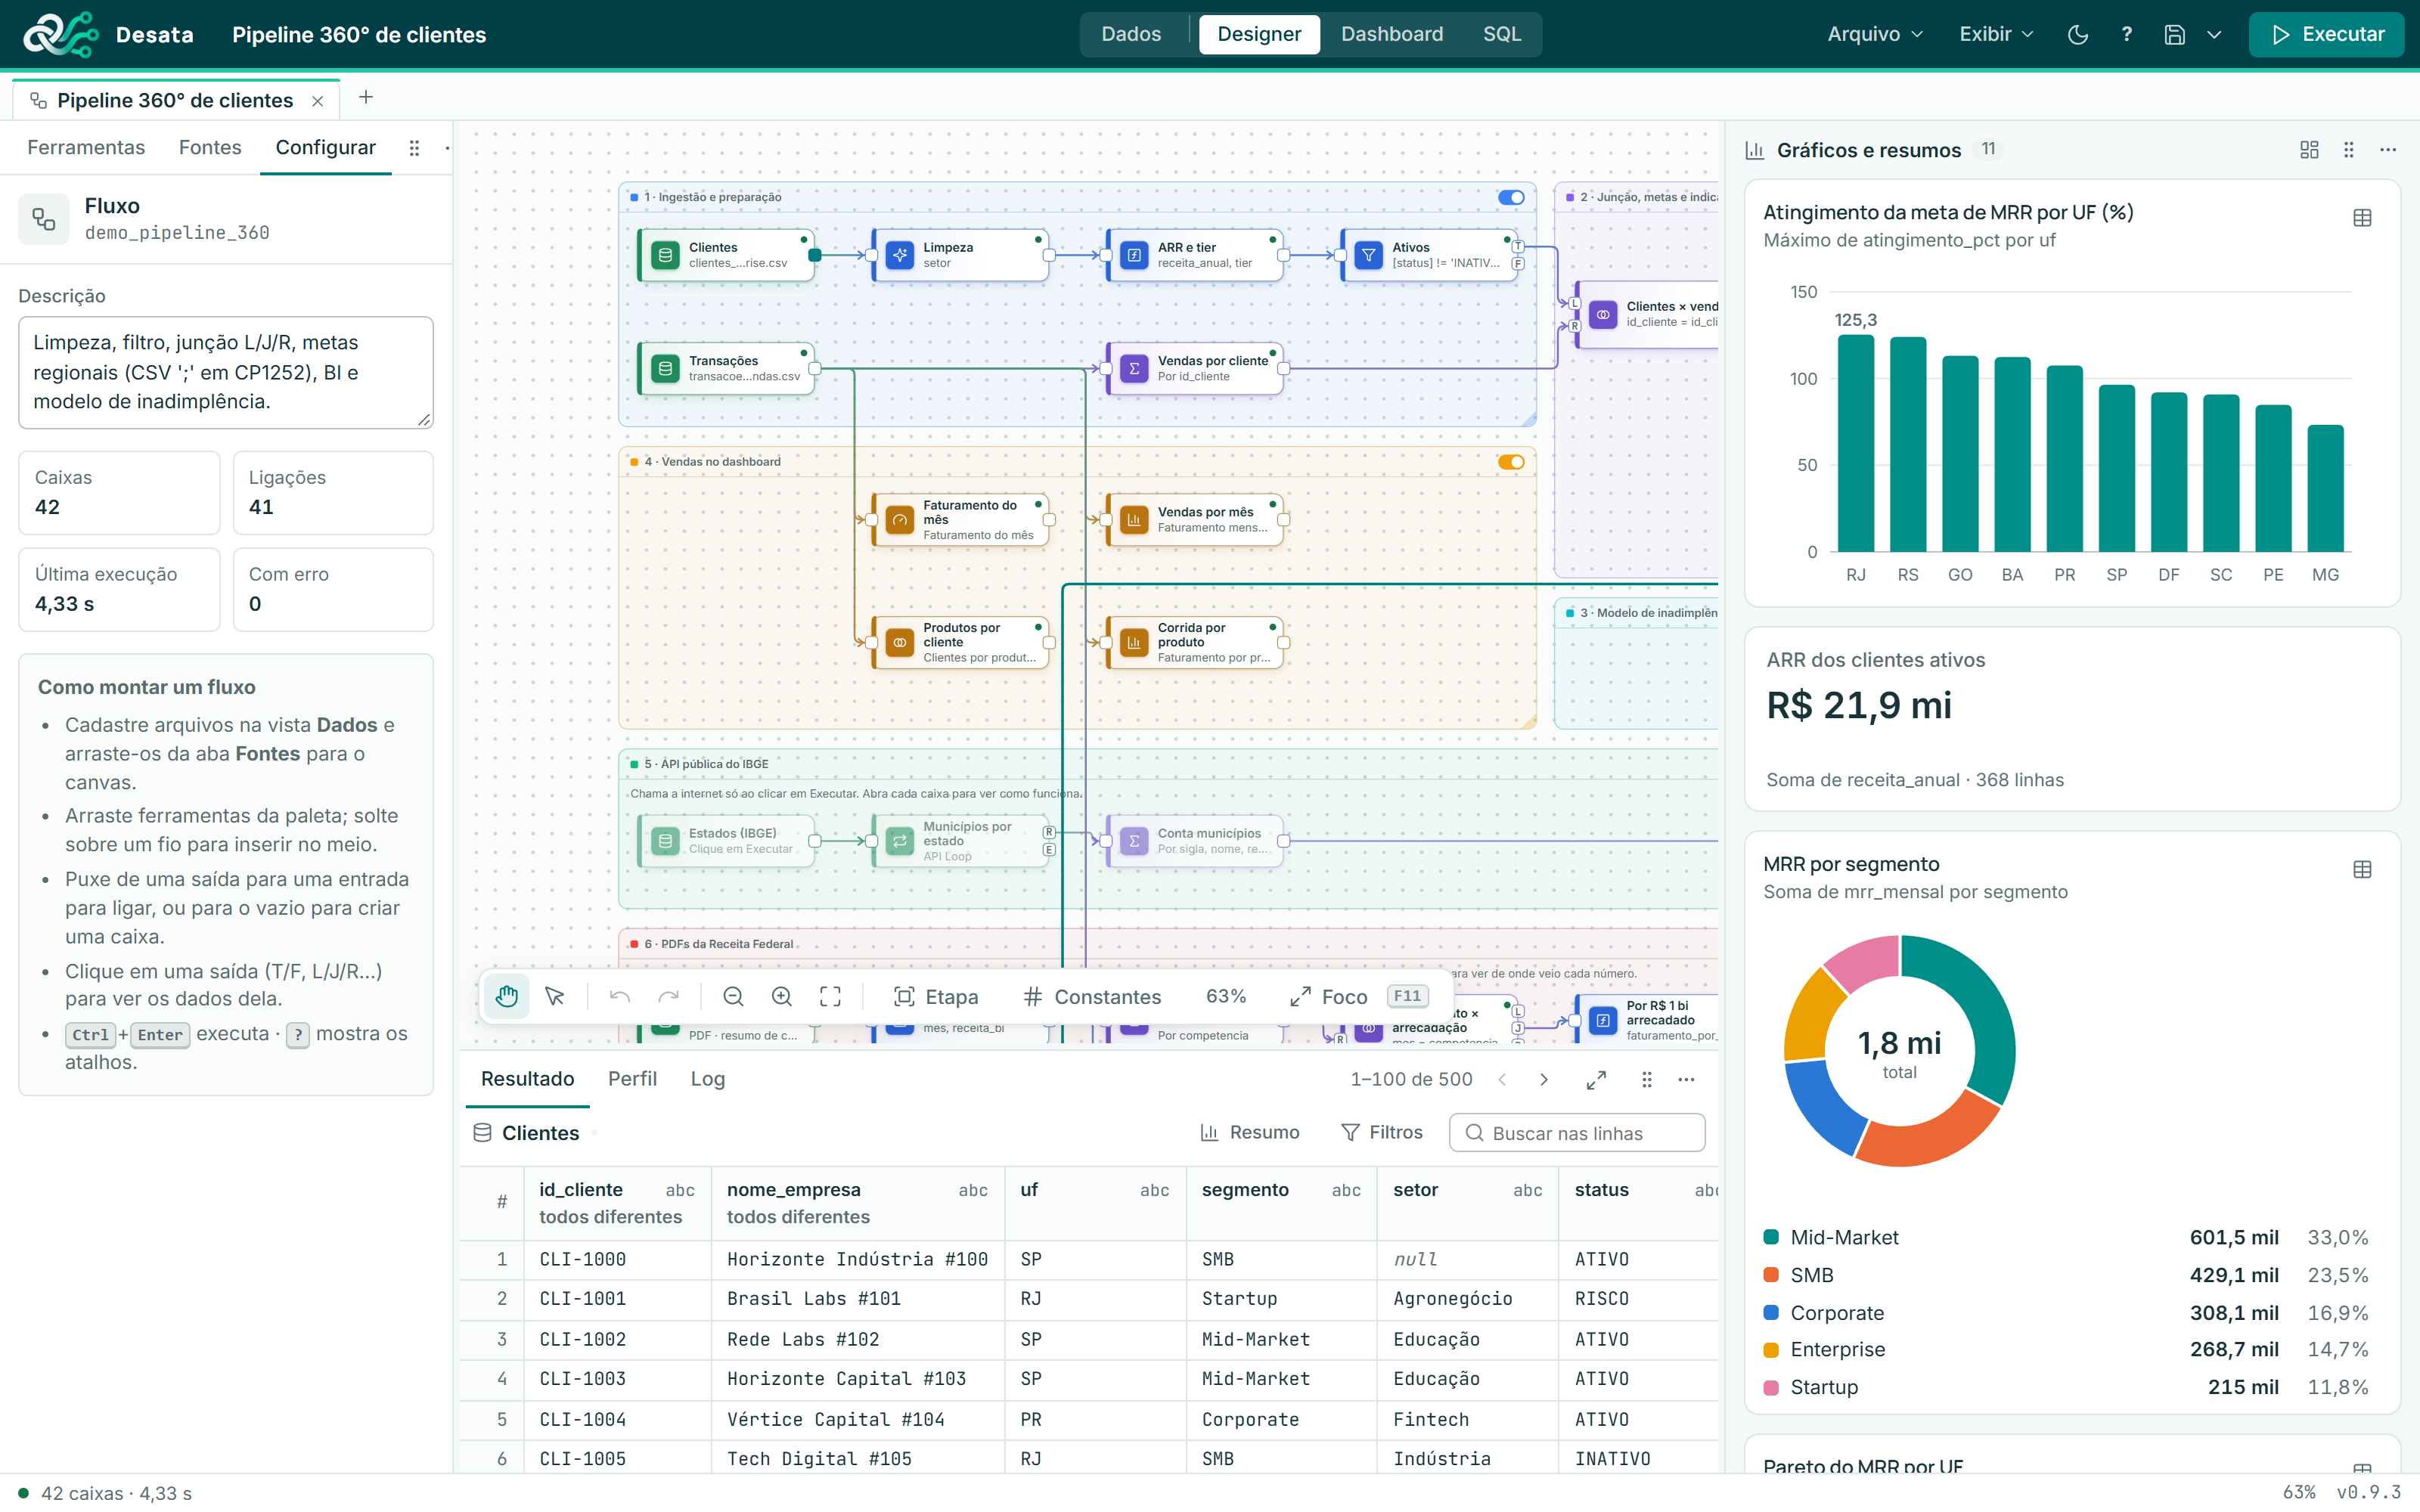 Desata
Pipeline 360° de clientes
Dados
Designer
Dashboard
SQL
Arquivo
Exibir
?
Executar
Pipeline 360° de clientes
Ferramentas
Fontes
Configurar
Fluxo
demo_pipeline_360
Descrição
Limpeza, filtro, junção L/J/R, metas
regionais (CSV ';' em CP1252), BI e
modelo de inadimplência.
Caixas
42
Ligações
41
Última execução
4,33 s
Com erro
0
Como montar um fluxo
• Cadastre arquivos na vista Dados e
arraste-os da aba Fontes para o
canvas.
• Arraste ferramentas da paleta; solte
sobre um fio para inserir no meio.
• Puxe de uma saída para uma entrada
para ligar, ou para o vazio para criar
uma caixa.
• Clique em uma saída (T/F, L/J/R...)
para ver os dados dela.
• Ctrl+Enter executa · ? mostra os
atalhos.
1 · Ingestão e preparação
Clientes
clientes_...rise.csv
Limpeza
setor
ARR e tier
receita_anual, tier
Ativos
[status] != 'INATIV...
T
F
Transações
transacoe...ndas.csv
Vendas por cliente
Por id_cliente
2 · Junção, metas e indica
L
R
Clientes × vend
id_cliente = id_cli
4 · Vendas no dashboard
Faturamento do
mês
Faturamento do mês
Vendas por mês
Faturamento mens...
Produtos por
cliente
Clientes por produt...
Corrida por
produto
Faturamento por pr...
3 · Modelo de inadimplên
5 · API pública do IBGE
Chama a internet só ao clicar em Executar. Abra cada caixa para ver como funciona.
Estados (IBGE)
Clique em Executar
Municípios por
estado
API Loop
R
E
Conta municípios
Por sigla, nome, re...
6 · PDFs da Receita Federal
ara ver de onde veio cada número.
PDF · resumo de c...
mes, receita_bi
Por competencia
R
to ×
arrecadação
mes = competencia
L
J
Por R$ 1 bi
arrecadado
faturamento_por_
Etapa
Constantes
63%
Foco
F11
Resultado
Perfil
Log
1–100 de 500
Clientes
Resumo
Filtros
Buscar nas linhas
# id_cliente abc nome_empresa abc uf abc segmento abc setor abc status abc
todos diferentes todos diferentes
1 CLI-1000 Horizonte Indústria #100 SP SMB null ATIVO
2 CLI-1001 Brasil Labs #101 RJ Startup Agronegócio RISCO
3 CLI-1002 Rede Labs #102 SP Mid-Market Educação ATIVO
4 CLI-1003 Horizonte Capital #103 SP Mid-Market Educação ATIVO
5 CLI-1004 Vértice Capital #104 PR Corporate Fintech ATIVO
6 CLI-1005 Tech Digital #105 RJ SMB Indústria INATIVO
Gráficos e resumos 11
Atingimento da meta de MRR por UF (%)
Máximo de atingimento_pct por uf
150
125,3
100
50
0
RJ RS GO BA PR SP DF SC PE MG
ARR dos clientes ativos
R$ 21,9 mi
Soma de receita_anual · 368 linhas
MRR por segmento
Soma de mrr_mensal por segmento
1,8 mi
total
Mid-Market 601,5 mil 33,0%
SMB 429,1 mil 23,5%
Corporate 308,1 mil 16,9%
Enterprise 268,7 mil 14,7%
Startup 215 mil 11,8%
Pareto do MRR por UF
42 caixas · 4,33 s
63% v0.9.3